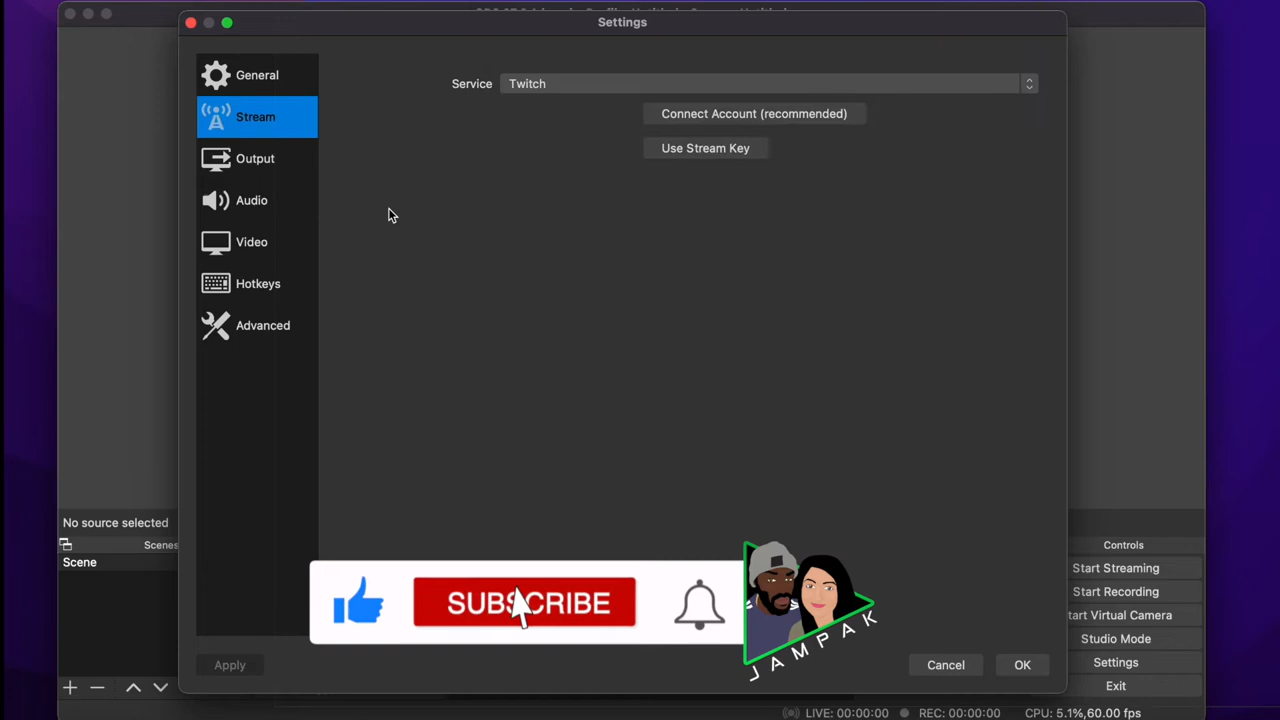 Settings
General
Stream
Output
Audio
Video
Hotkeys
Advanced
Service
Twitch
Connect Account (recommended)
Use Stream Key
No source selected
Scenes
Scene
SUBSCRIBE
JAMPAK
Apply
Cancel
OK
Controls
Start Streaming
Start Recording
tart Virtual Camera
Studio Mode
Settings
Exit
LIVE: 00:00:00
REC: 00:00:00
CPU: 5.1%,60.00 fps